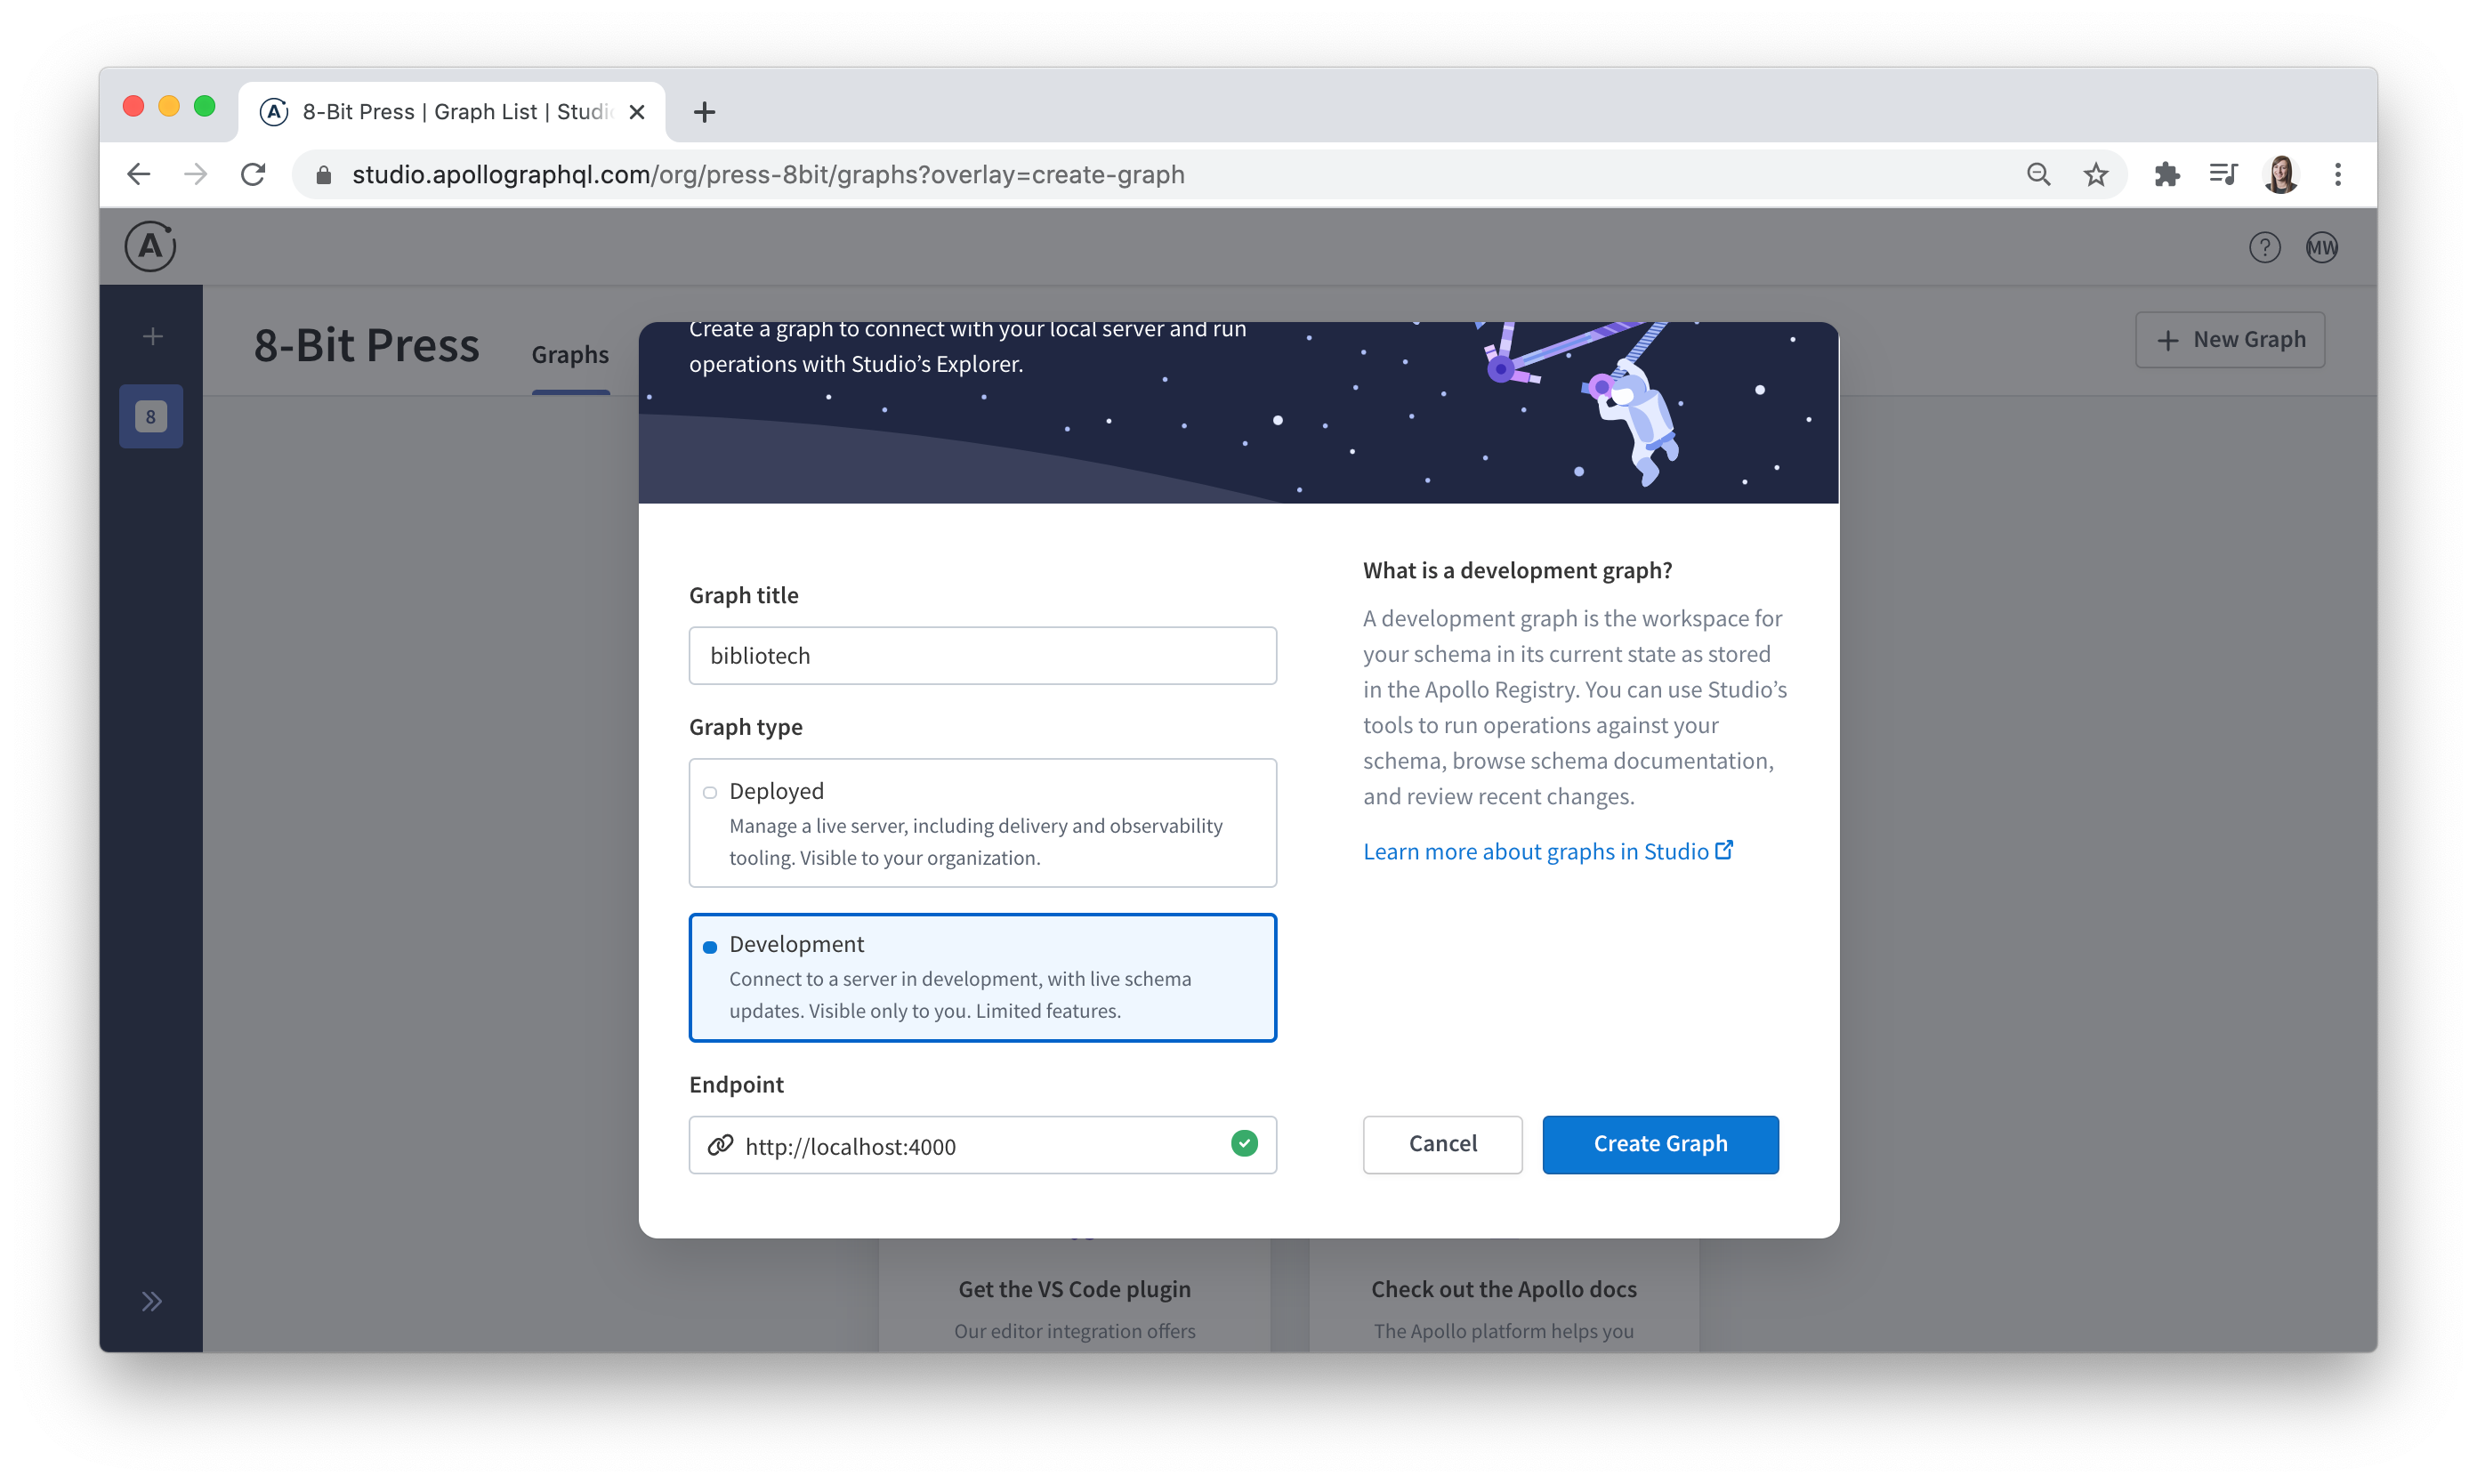 8-Bit Press | Graph List | Studi
studio.apollographql.com/org/press-8bit/graphs?overlay=create-graph
A
? MW
8-Bit Press
Graphs
+ New Graph
8
Create a graph to connect with your local server and run
operations with Studio’s Explorer.
Graph title
bibliotech
Graph type
Deployed
Manage a live server, including delivery and observability
tooling. Visible to your organization.
Development
Connect to a server in development, with live schema
updates. Visible only to you. Limited features.
Endpoint
http://localhost:4000
What is a development graph?
A development graph is the workspace for
your schema in its current state as stored
in the Apollo Registry. You can use Studio’s
tools to run operations against your
schema, browse schema documentation,
and review recent changes.
Learn more about graphs in Studio
Cancel
Create Graph
Get the VS Code plugin
Our editor integration offers
Check out the Apollo docs
The Apollo platform helps you